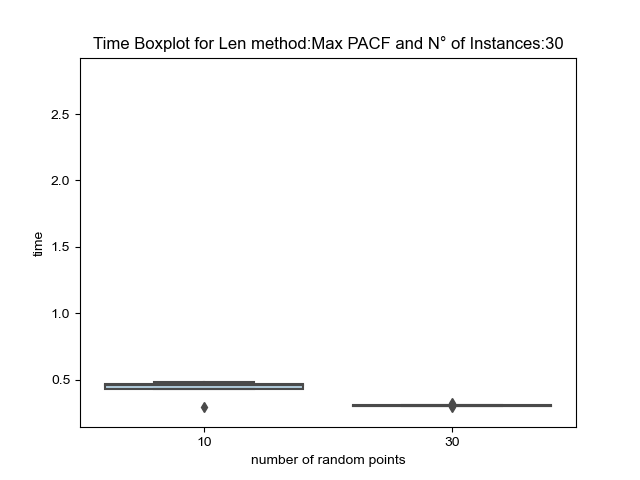 Time Boxplot for Len method:Max PACF and N° of Instances:30
2.5
2.0
1.5
1.0
0.5
time
10
30
number of random points